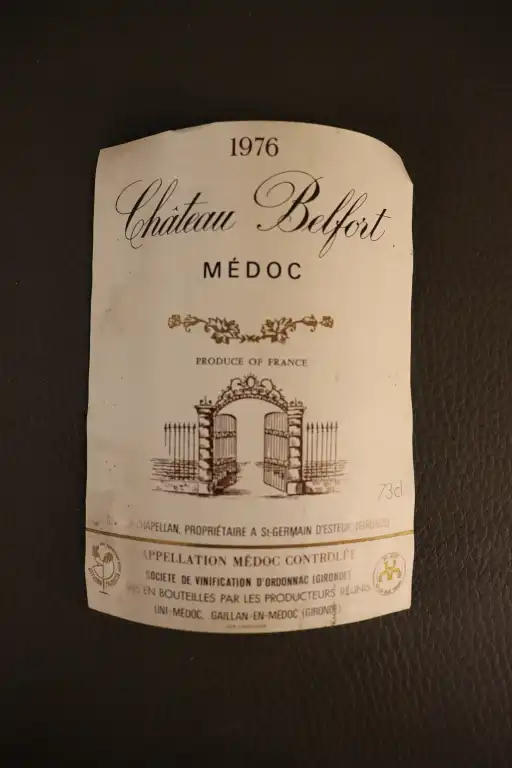 1976
Château Belfort
MÉDOC
PRODUCE OF FRANCE
73cl
CHAPELLAN, PROPRIÉTAIRE A St-GERMAIN D'ESTEUIL (GIRONDE)
APPELLATION MÉDOC CONTRÔLÉE
SOCIETE DE VINIFICATION D'ORDONNAC (GIRONDE)
MIS EN BOUTEILLES PAR LES PRODUCTEURS RÉUNIS
UNI-MÉDOC, GAILLAN-EN-MÉDOC (GIRONDE)